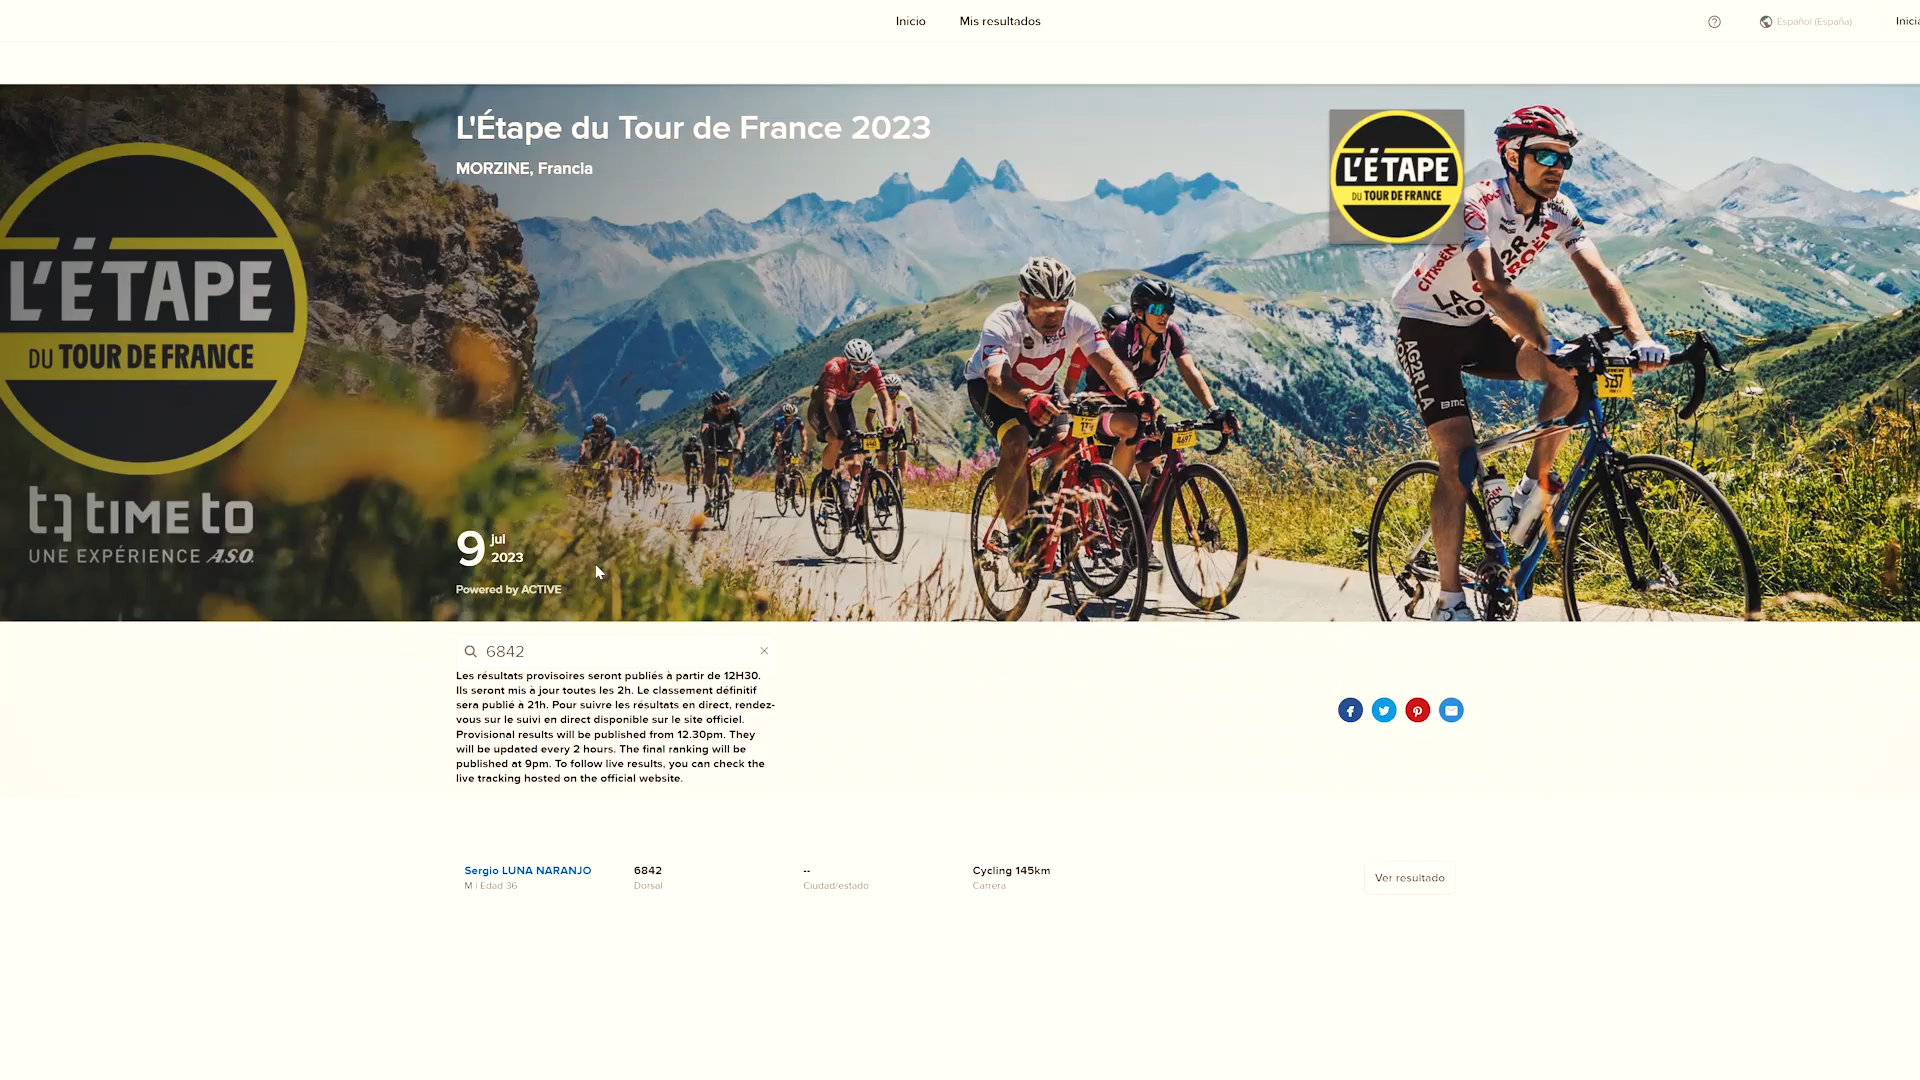 Inicio
Mis resultados
Español (España)
Inicia
L'Étape du Tour de France 2023
MORZINE, Francia
L'ÉTAPE
DU TOUR DE FRANCE
L'ÉTAPE
DU TOUR DE FRANCE
TIME TO
UNE EXPÉRIENCE A.S.O.
CITROËN
AG2R LA
BMC
9 jul
2023
Powered by ACTIVE
6842
Les résultats provisoires seront publiés à partir de 12H30.
Ils seront mis à jour toutes les 2h. Le classement définitif
sera publié à 21h. Pour suivre les résultats en direct, rendez-
vous sur le suivi en direct disponible sur le site officiel.
Provisional results will be published from 12.30pm. They
will be updated every 2 hours. The final ranking will be
published at 9pm. To follow live results, you can check the
live tracking hosted on the official website.
Sergio LUNA NARANJO
6842
--
Cycling 145km
M | Edad 36
Dorsal
Ciudad/estado
Carrera
Ver resultado